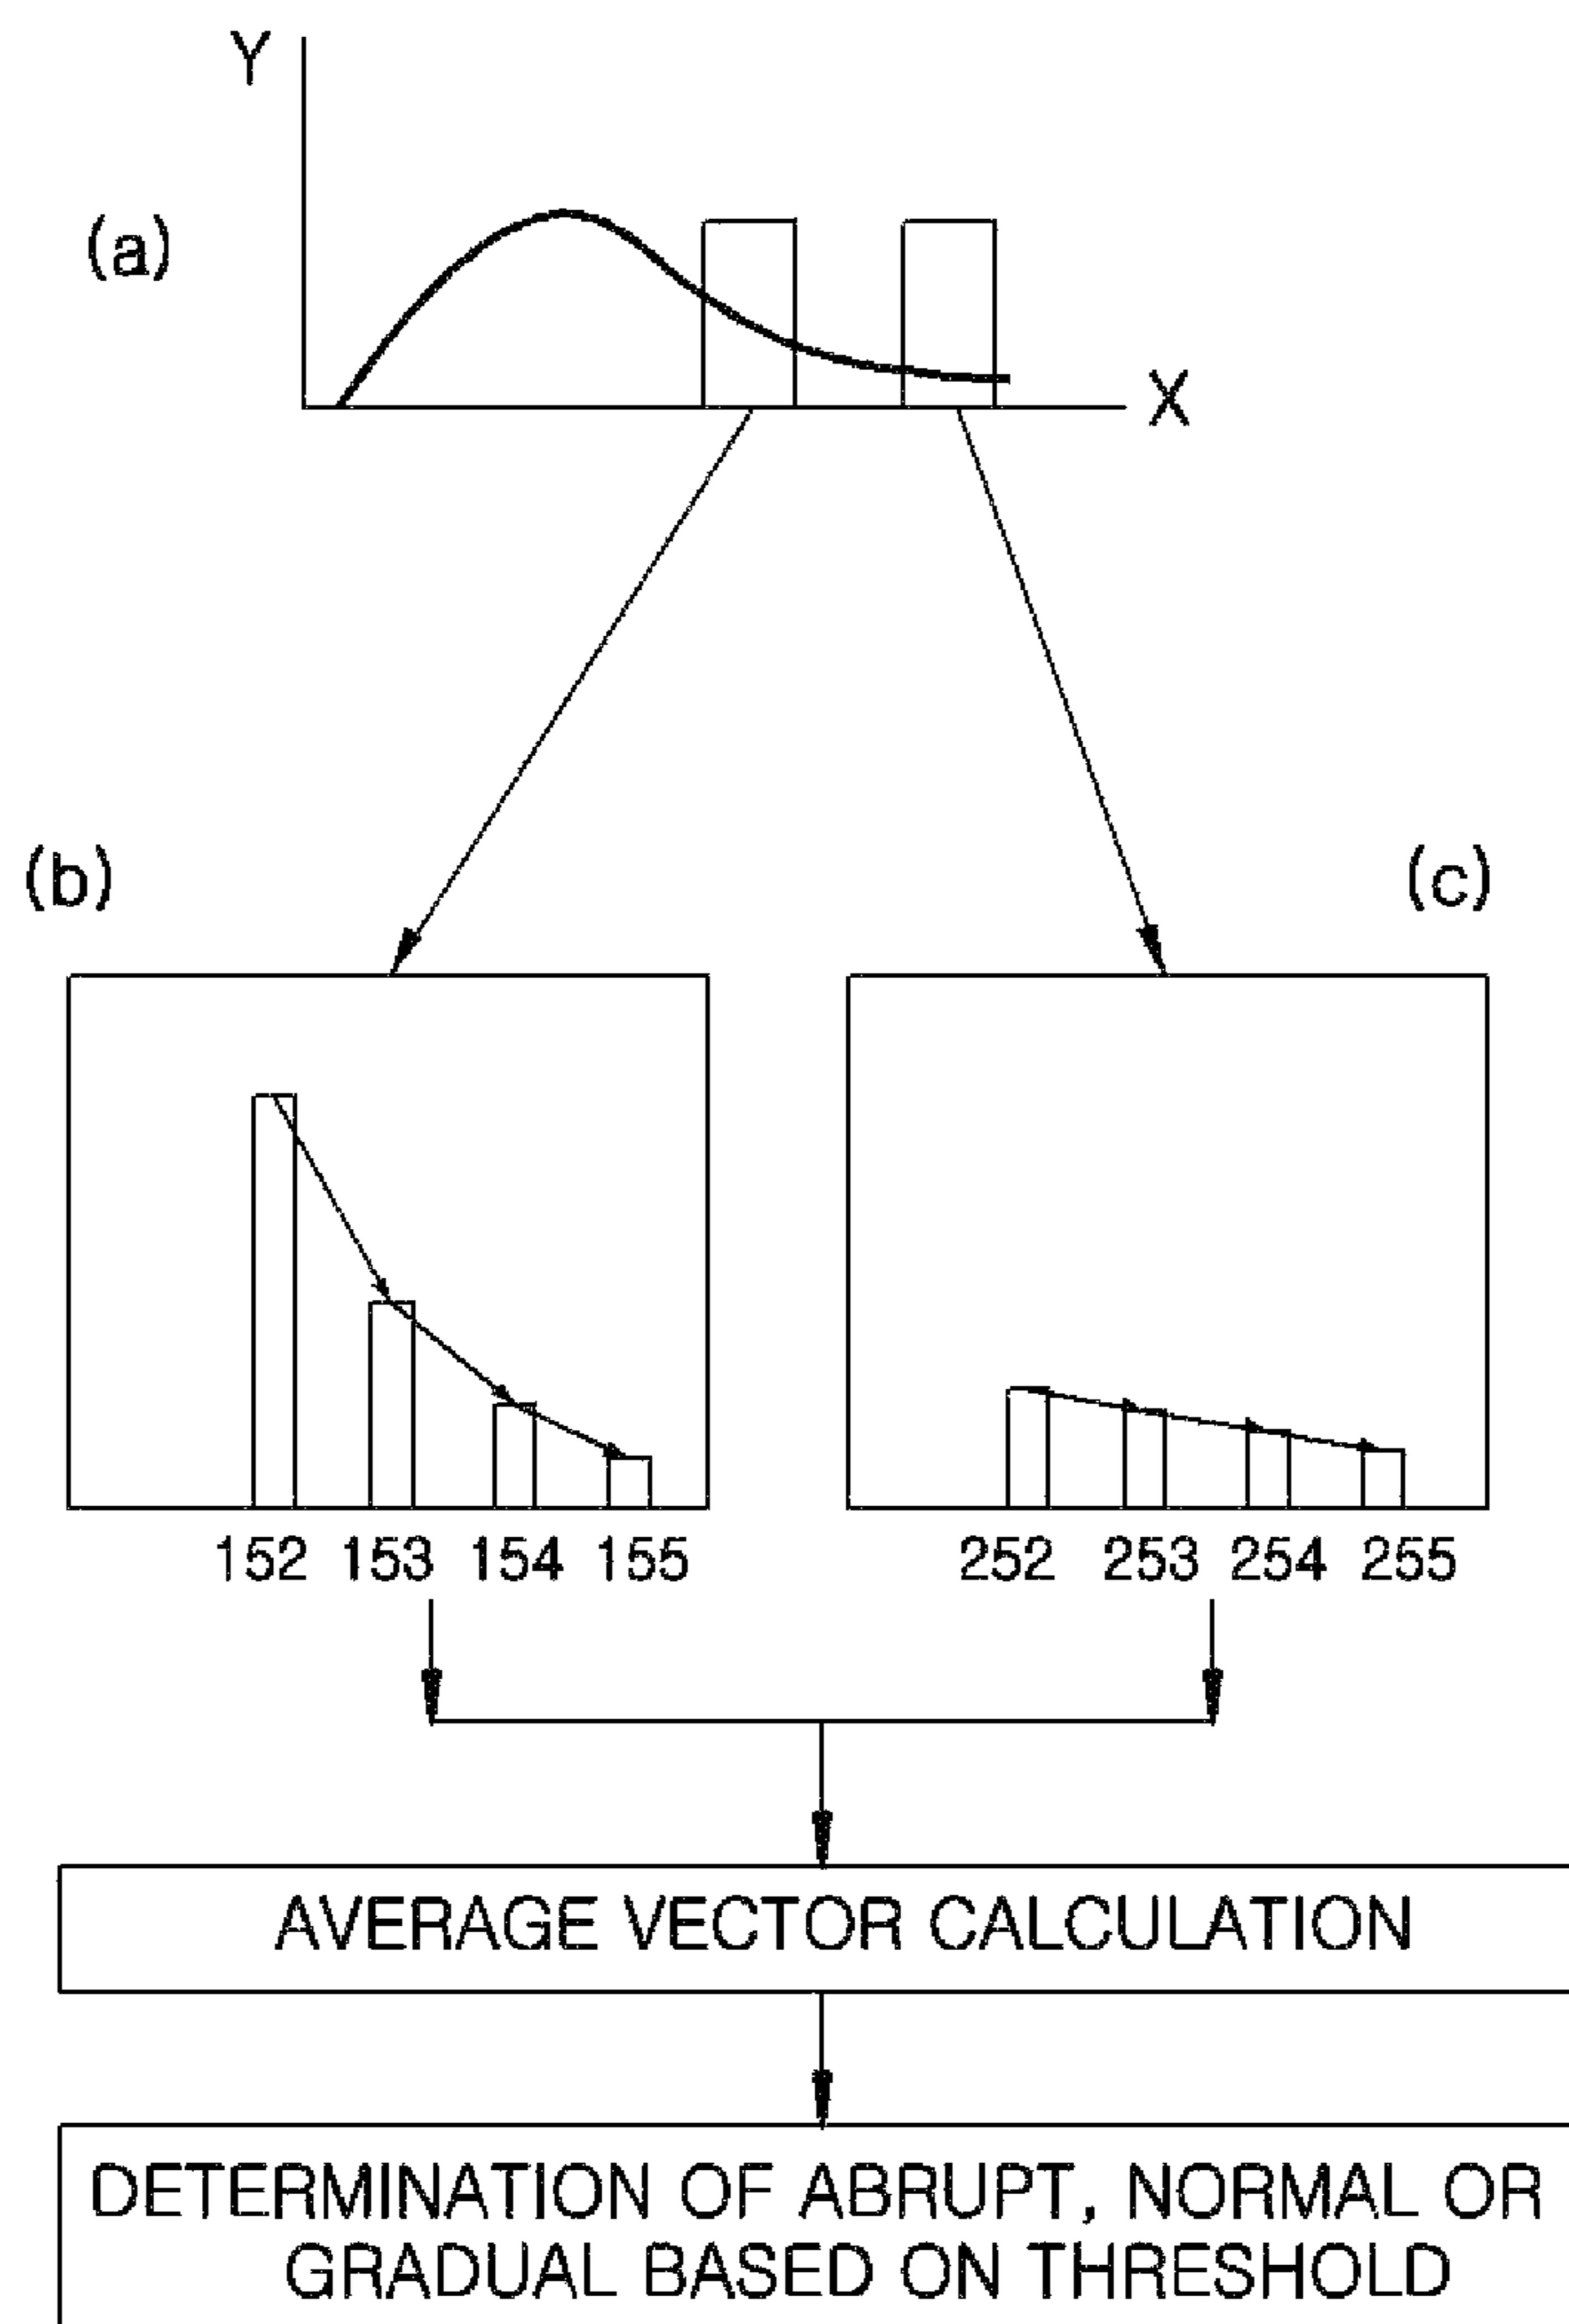 Y
(a)
X
(b)
(c)
152 153 154 155
252 253 254 255
AVERAGE VECTOR CALCULATION
DETERMINATION OF ABRUPT, NORMAL OR
GRADUAL BASED ON THRESHOLD